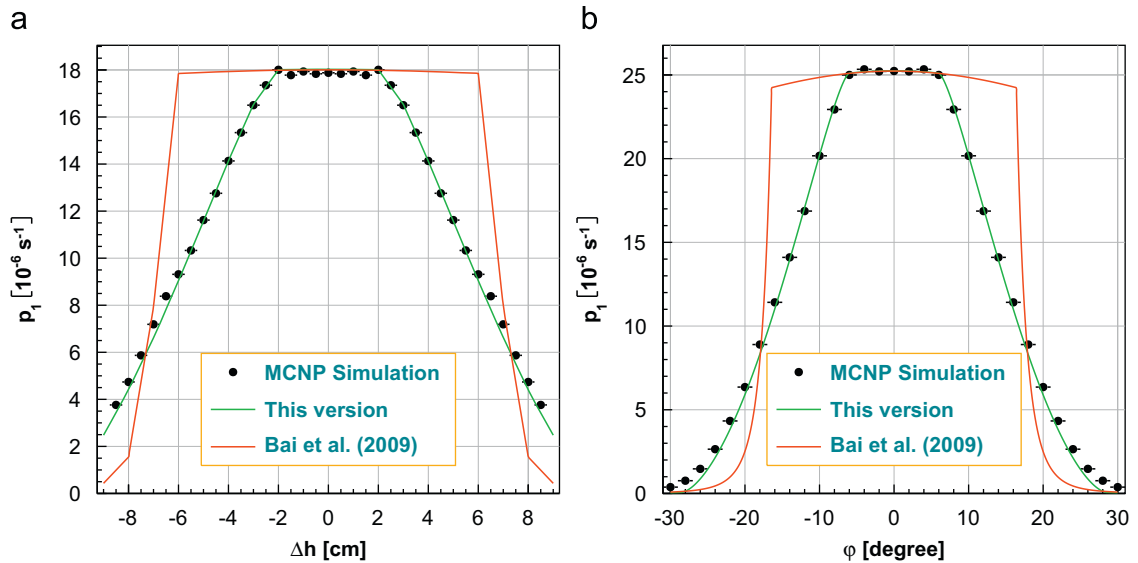 a
18
16
14
12
10
8
6
4
2
0
-8 -6 -4 -2 0 2 4 6 8
p1 [10-6 s-1]
Δh [cm]
MCNP Simulation
This version
Bai et al. (2009)
b
25
20
15
10
5
0
-30 -20 -10 0 10 20 30
p1 [10-6 s-1]
φ [degree]
MCNP Simulation
This version
Bai et al. (2009)